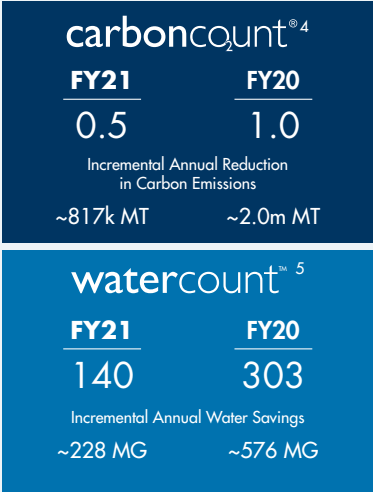 carboncO₂unt®4
FY21 FY20
0.5 1.0
Incremental Annual Reduction
in Carbon Emissions
~817k MT ~2.0m MT
watercount™ 5
FY21 FY20
140 303
Incremental Annual Water Savings
~228 MG ~576 MG